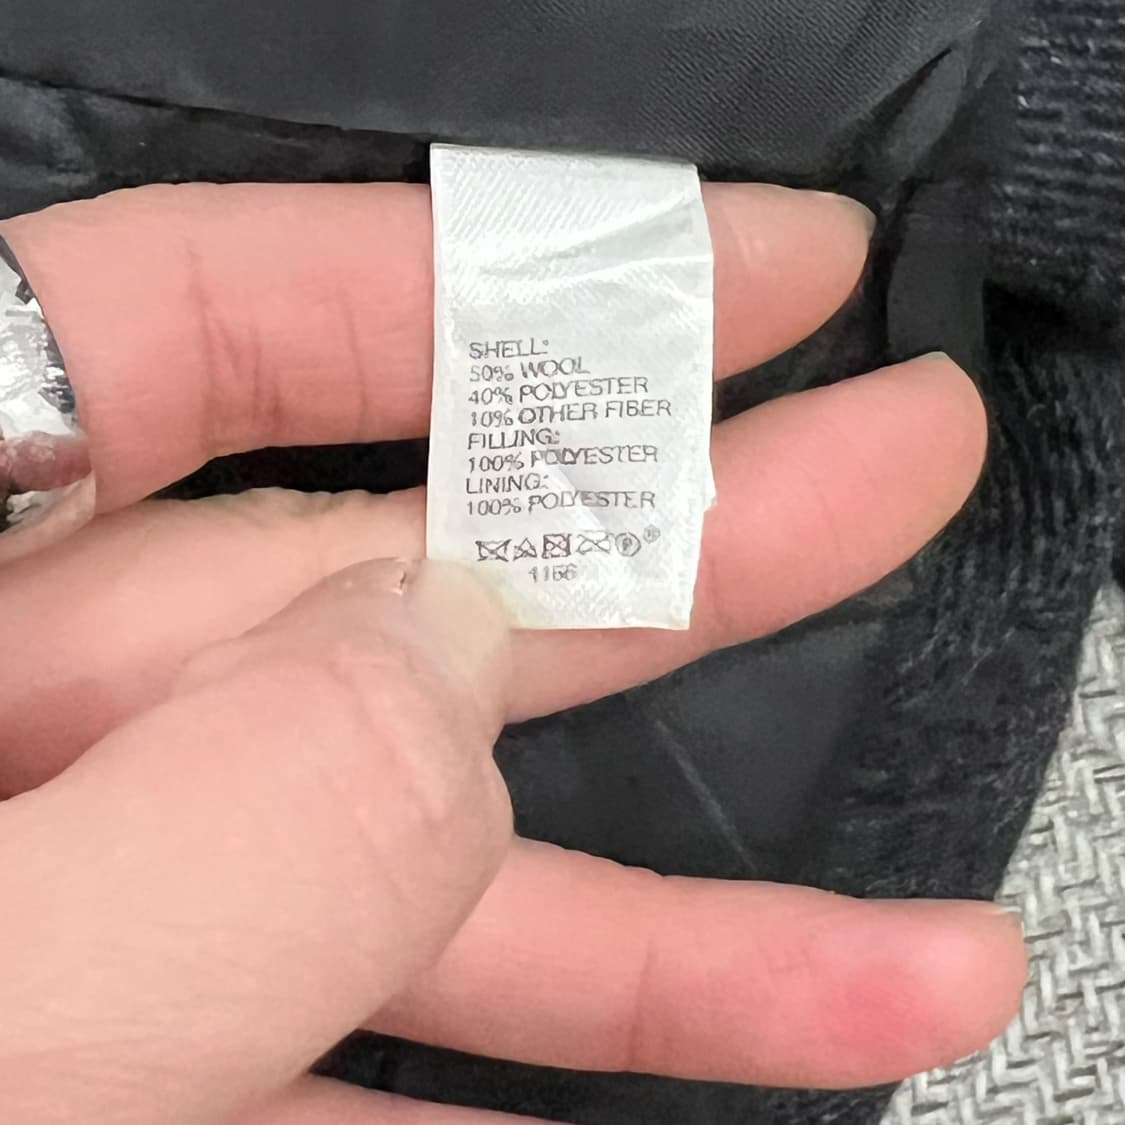 SHELL:
50% WOOL
40% POLYESTER
10% OTHER FIBER
FILLING:
100% POLYESTER
LINING:
100% POLYESTER
P